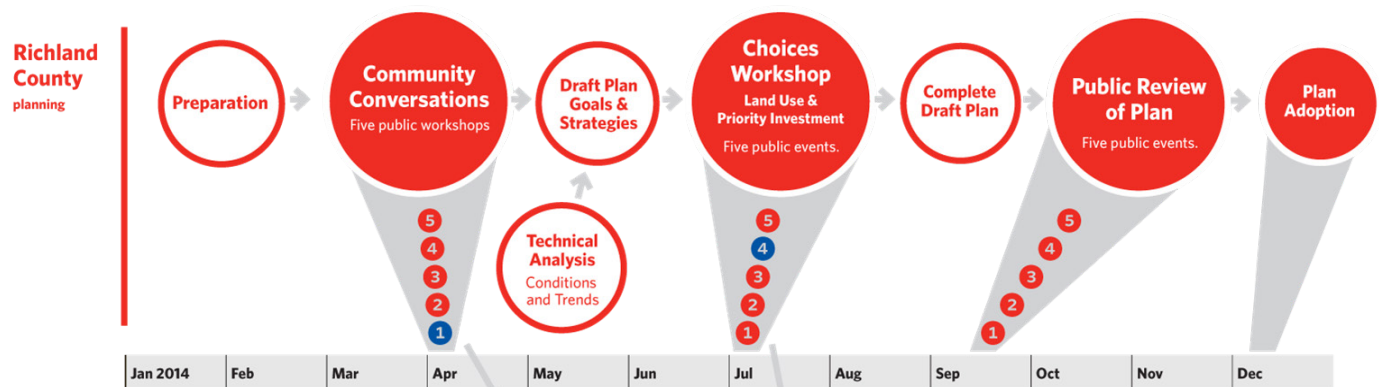 Richland
County
planning
Preparation
Community
Conversations
Five public workshops
Draft Plan
Goals &
Strategies
Technical
Analysis
Conditions
and Trends
Choices
Workshop
Land Use &
Priority Investment
Five public events.
Complete
Draft Plan
Public Review
of Plan
Five public events.
Plan
Adoption
5
4
3
2
1
5
4
3
2
1
5
4
3
2
1
Jan 2014
Feb
Mar
Apr
May
Jun
Jul
Aug
Sep
Oct
Nov
Dec